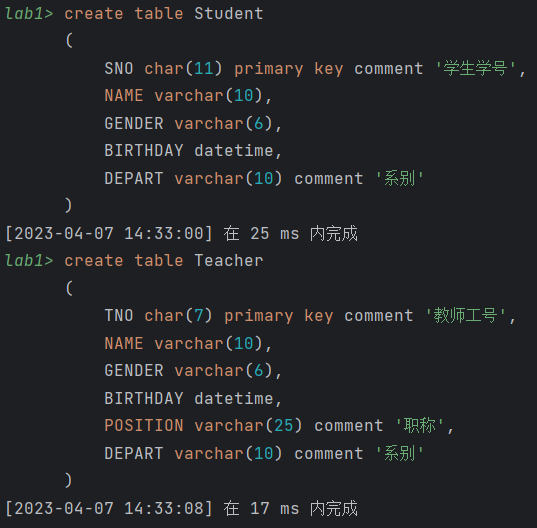 lab1> create table Student
(
SNO char(11) primary key comment '学生学号',
NAME varchar(10),
GENDER varchar(6),
BIRTHDAY datetime,
DEPART varchar(10) comment '系别'
)
[2023-04-07 14:33:00] 在 25 ms 内完成
lab1> create table Teacher
(
TNO char(7) primary key comment '教师工号',
NAME varchar(10),
GENDER varchar(6),
BIRTHDAY datetime,
POSITION varchar(25) comment '职称',
DEPART varchar(10) comment '系别'
)
[2023-04-07 14:33:08] 在 17 ms 内完成